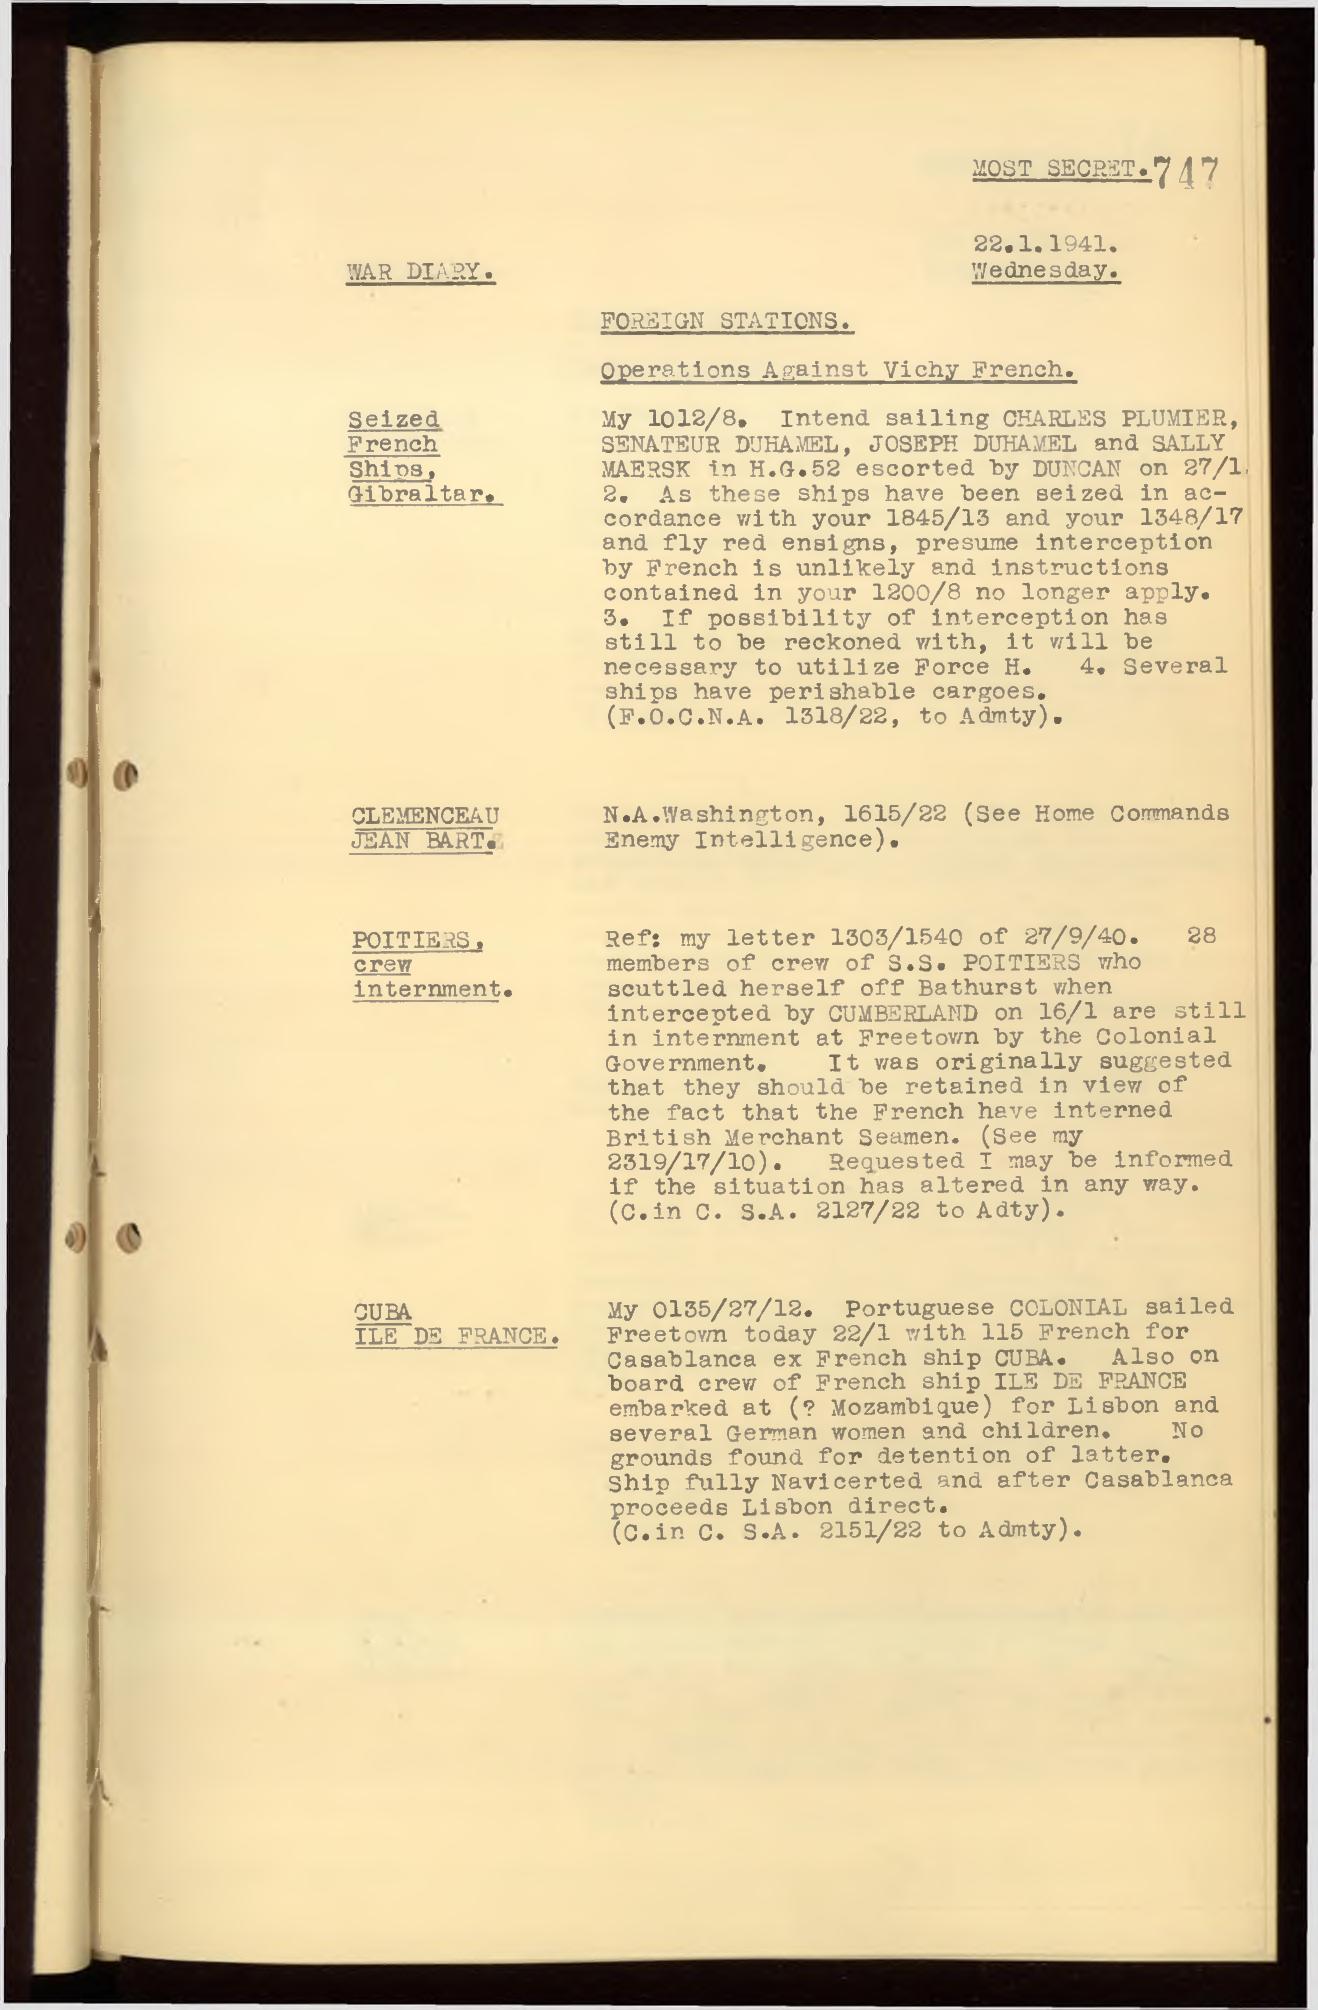 MOST SECRET. 747
22.1.1941.
WAR DIARY. Wednesday.
FOREIGN STATIONS.
Operations Against Vichy French.
Seized
French
Ships,
Gibraltar.
My 1012/8. Intend sailing CHARLES PLUMIER,
SENATEUR DUHAMEL, JOSEPH DUHAMEL and SALLY
MAERSK in H.G.52 escorted by DUNCAN on 27/1.
2. As these ships have been seized in ac-
cordance with your 1845/13 and your 1348/17
and fly red ensigns, presume interception
by French is unlikely and instructions
contained in your 1200/8 no longer apply.
3. If possibility of interception has
still to be reckoned with, it will be
necessary to utilize Force H. 4. Several
ships have perishable cargoes.
(F.O.C.N.A. 1318/22, to Admty).
CLEMENCEAU
JEAN BART.
N.A.Washington, 1615/22 (See Home Commands
Enemy Intelligence).
POITIERS,
crew
internment.
Ref: my letter 1303/1540 of 27/9/40. 28
members of crew of S.S. POITIERS who
scuttled herself off Bathurst when
intercepted by CUMBERLAND on 16/1 are still
in internment at Freetown by the Colonial
Government. It was originally suggested
that they should be retained in view of
the fact that the French have interned
British Merchant Seamen. (See my
2319/17/10). Requested I may be informed
if the situation has altered in any way.
(C.in C. S.A. 2127/22 to Adty).
CUBA
ILE DE FRANCE.
My 0135/27/12. Portuguese COLONIAL sailed
Freetown today 22/1 with 115 French for
Casablanca ex French ship CUBA. Also on
board crew of French ship ILE DE FRANCE
embarked at (? Mozambique) for Lisbon and
several German women and children. No
grounds found for detention of latter.
Ship fully Navicerted and after Casablanca
proceeds Lisbon direct.
(C.in C. S.A. 2151/22 to Admty).